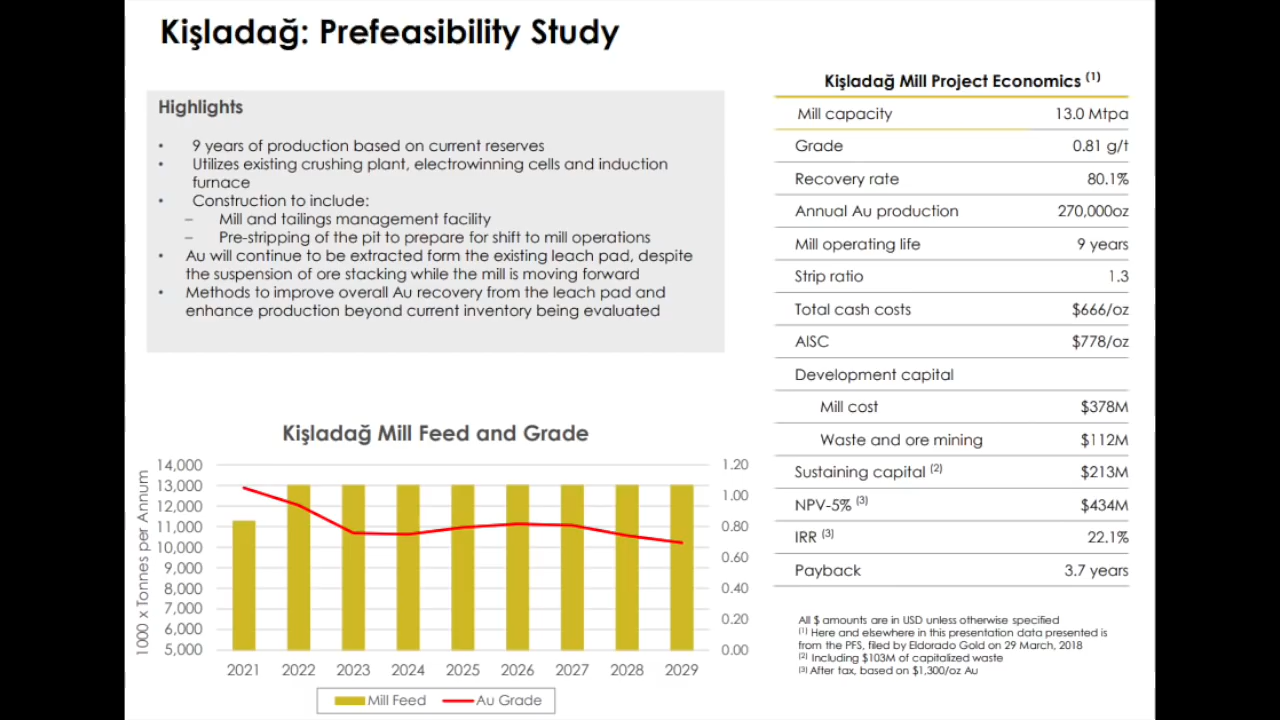 Kişladağ: Prefeasibility Study
Highlights
• 9 years of production based on current reserves
• Utilizes existing crushing plant, electrowinning cells and induction
furnace
• Construction to include:
– Mill and tailings management facility
– Pre-stripping of the pit to prepare for shift to mill operations
• Au will continue to be extracted form the existing leach pad, despite
the suspension of ore stacking while the mill is moving forward
• Methods to improve overall Au recovery from the leach pad and
enhance production beyond current inventory being evaluated
Kişladağ Mill Feed and Grade
1000 x Tonnes per Annum
14,000
13,000
12,000
11,000
10,000
9,000
8,000
7,000
6,000
5,000
1.20
1.00
0.80
0.60
0.40
0.20
0.00
2021 2022 2023 2024 2025 2026 2027 2028 2029
Mill Feed Au Grade
Kişladağ Mill Project Economics (1)
Mill capacity 13.0 Mtpa
Grade 0.81 g/t
Recovery rate 80.1%
Annual Au production 270,000oz
Mill operating life 9 years
Strip ratio 1.3
Total cash costs $666/oz
AISC $778/oz
Development capital
Mill cost $378M
Waste and ore mining $112M
Sustaining capital (2) $213M
NPV-5% (3) $434M
IRR (3) 22.1%
Payback 3.7 years
All $ amounts are in USD unless otherwise specified
(1) Here and elsewhere in this presentation data presented is
from the PFS, filed by Eldorado Gold on 29 March, 2018
(2) Including $103M of capitalized waste
(3) After tax, based on $1,300/oz Au